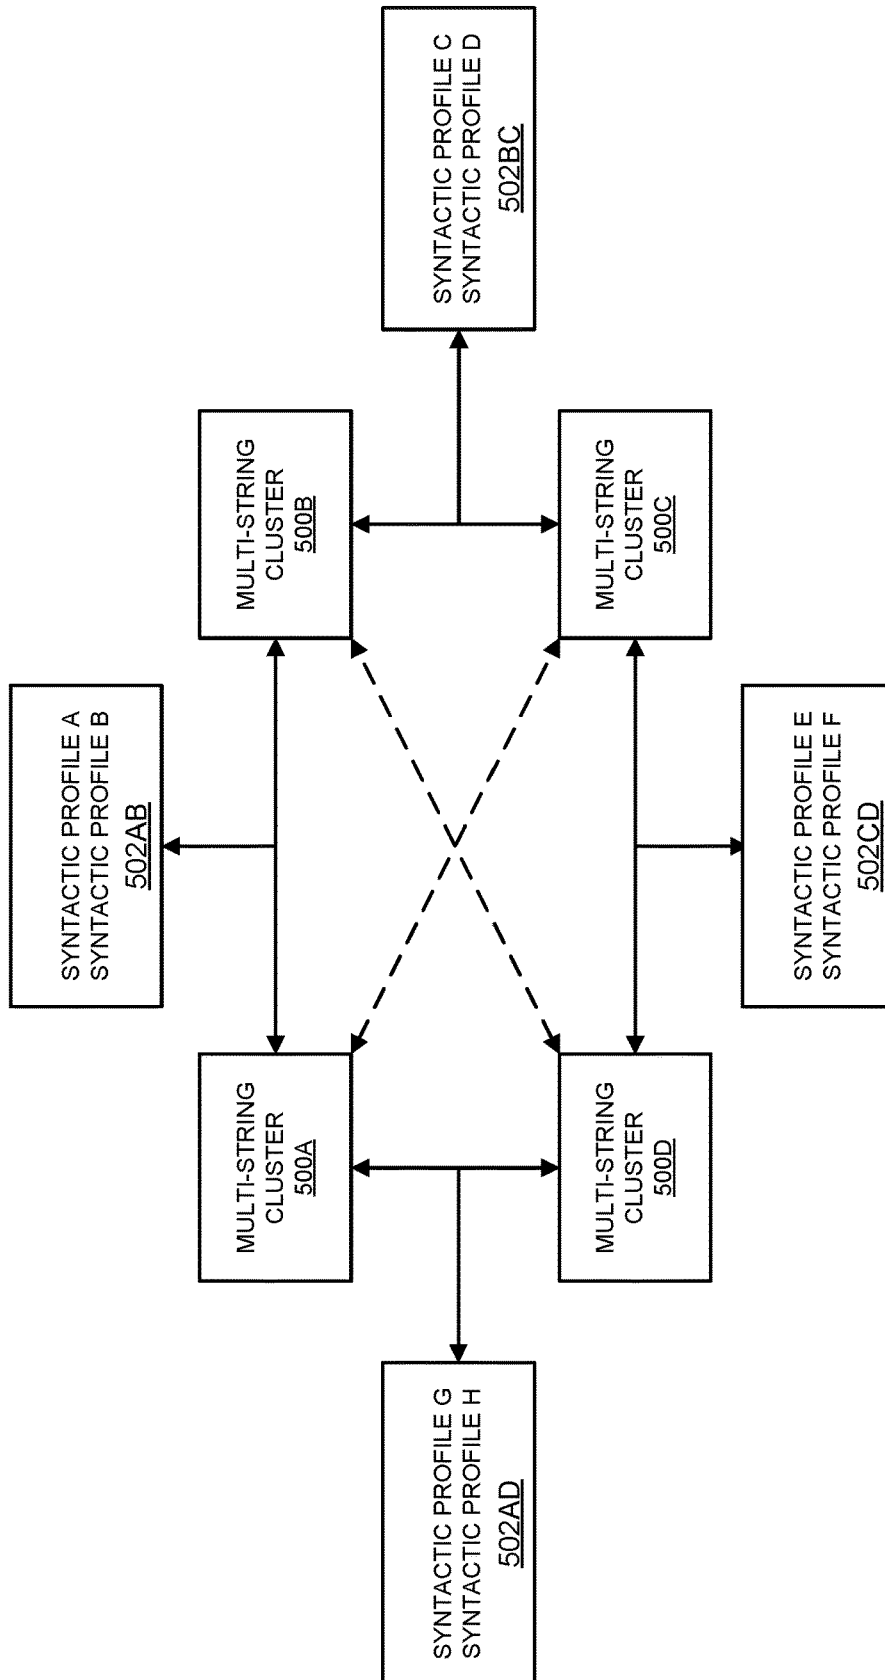 SYNTACTIC PROFILE A
SYNTACTIC PROFILE B
502AB
MULTI-STRING
CLUSTER
500A
MULTI-STRING
CLUSTER
500B
SYNTACTIC PROFILE G
SYNTACTIC PROFILE H
502AD
SYNTACTIC PROFILE C
SYNTACTIC PROFILE D
502BC
MULTI-STRING
CLUSTER
500D
MULTI-STRING
CLUSTER
500C
SYNTACTIC PROFILE E
SYNTACTIC PROFILE F
502CD